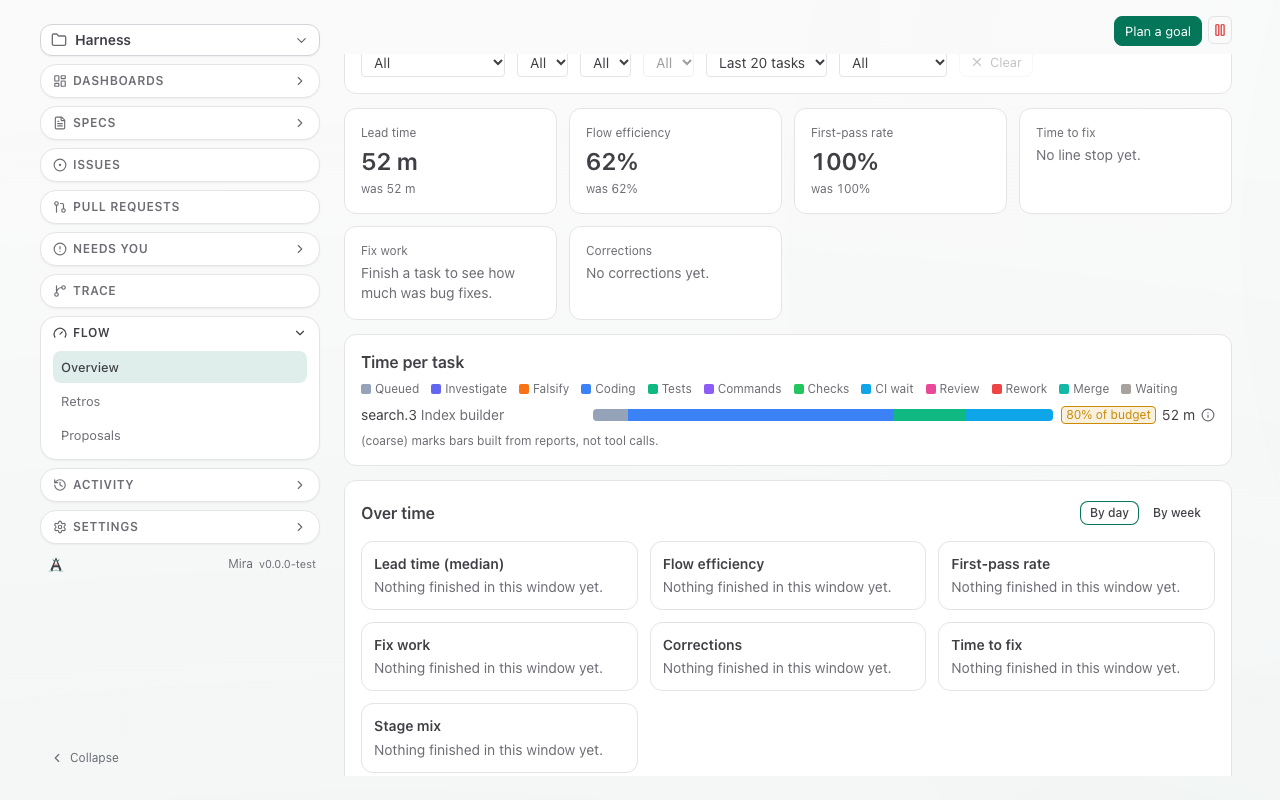 Harness
Plan a goal
DASHBOARDS
SPECS
ISSUES
PULL REQUESTS
NEEDS YOU
TRACE
FLOW
Overview
Retros
Proposals
ACTIVITY
SETTINGS
Mira v0.0.0-test
Collapse
All All All All Last 20 tasks All Clear
Lead time
52 m
was 52 m
Flow efficiency
62%
was 62%
First-pass rate
100%
was 100%
Time to fix
No line stop yet.
Fix work
Finish a task to see how
much was bug fixes.
Corrections
No corrections yet.
Time per task
Queued Investigate Falsify Coding Tests Commands Checks CI wait Review Rework Merge Waiting
search.3 Index builder 80% of budget 52 m
(coarse) marks bars built from reports, not tool calls.
Over time
By day By week
Lead time (median)
Nothing finished in this window yet.
Flow efficiency
Nothing finished in this window yet.
First-pass rate
Nothing finished in this window yet.
Fix work
Nothing finished in this window yet.
Corrections
Nothing finished in this window yet.
Time to fix
Nothing finished in this window yet.
Stage mix
Nothing finished in this window yet.